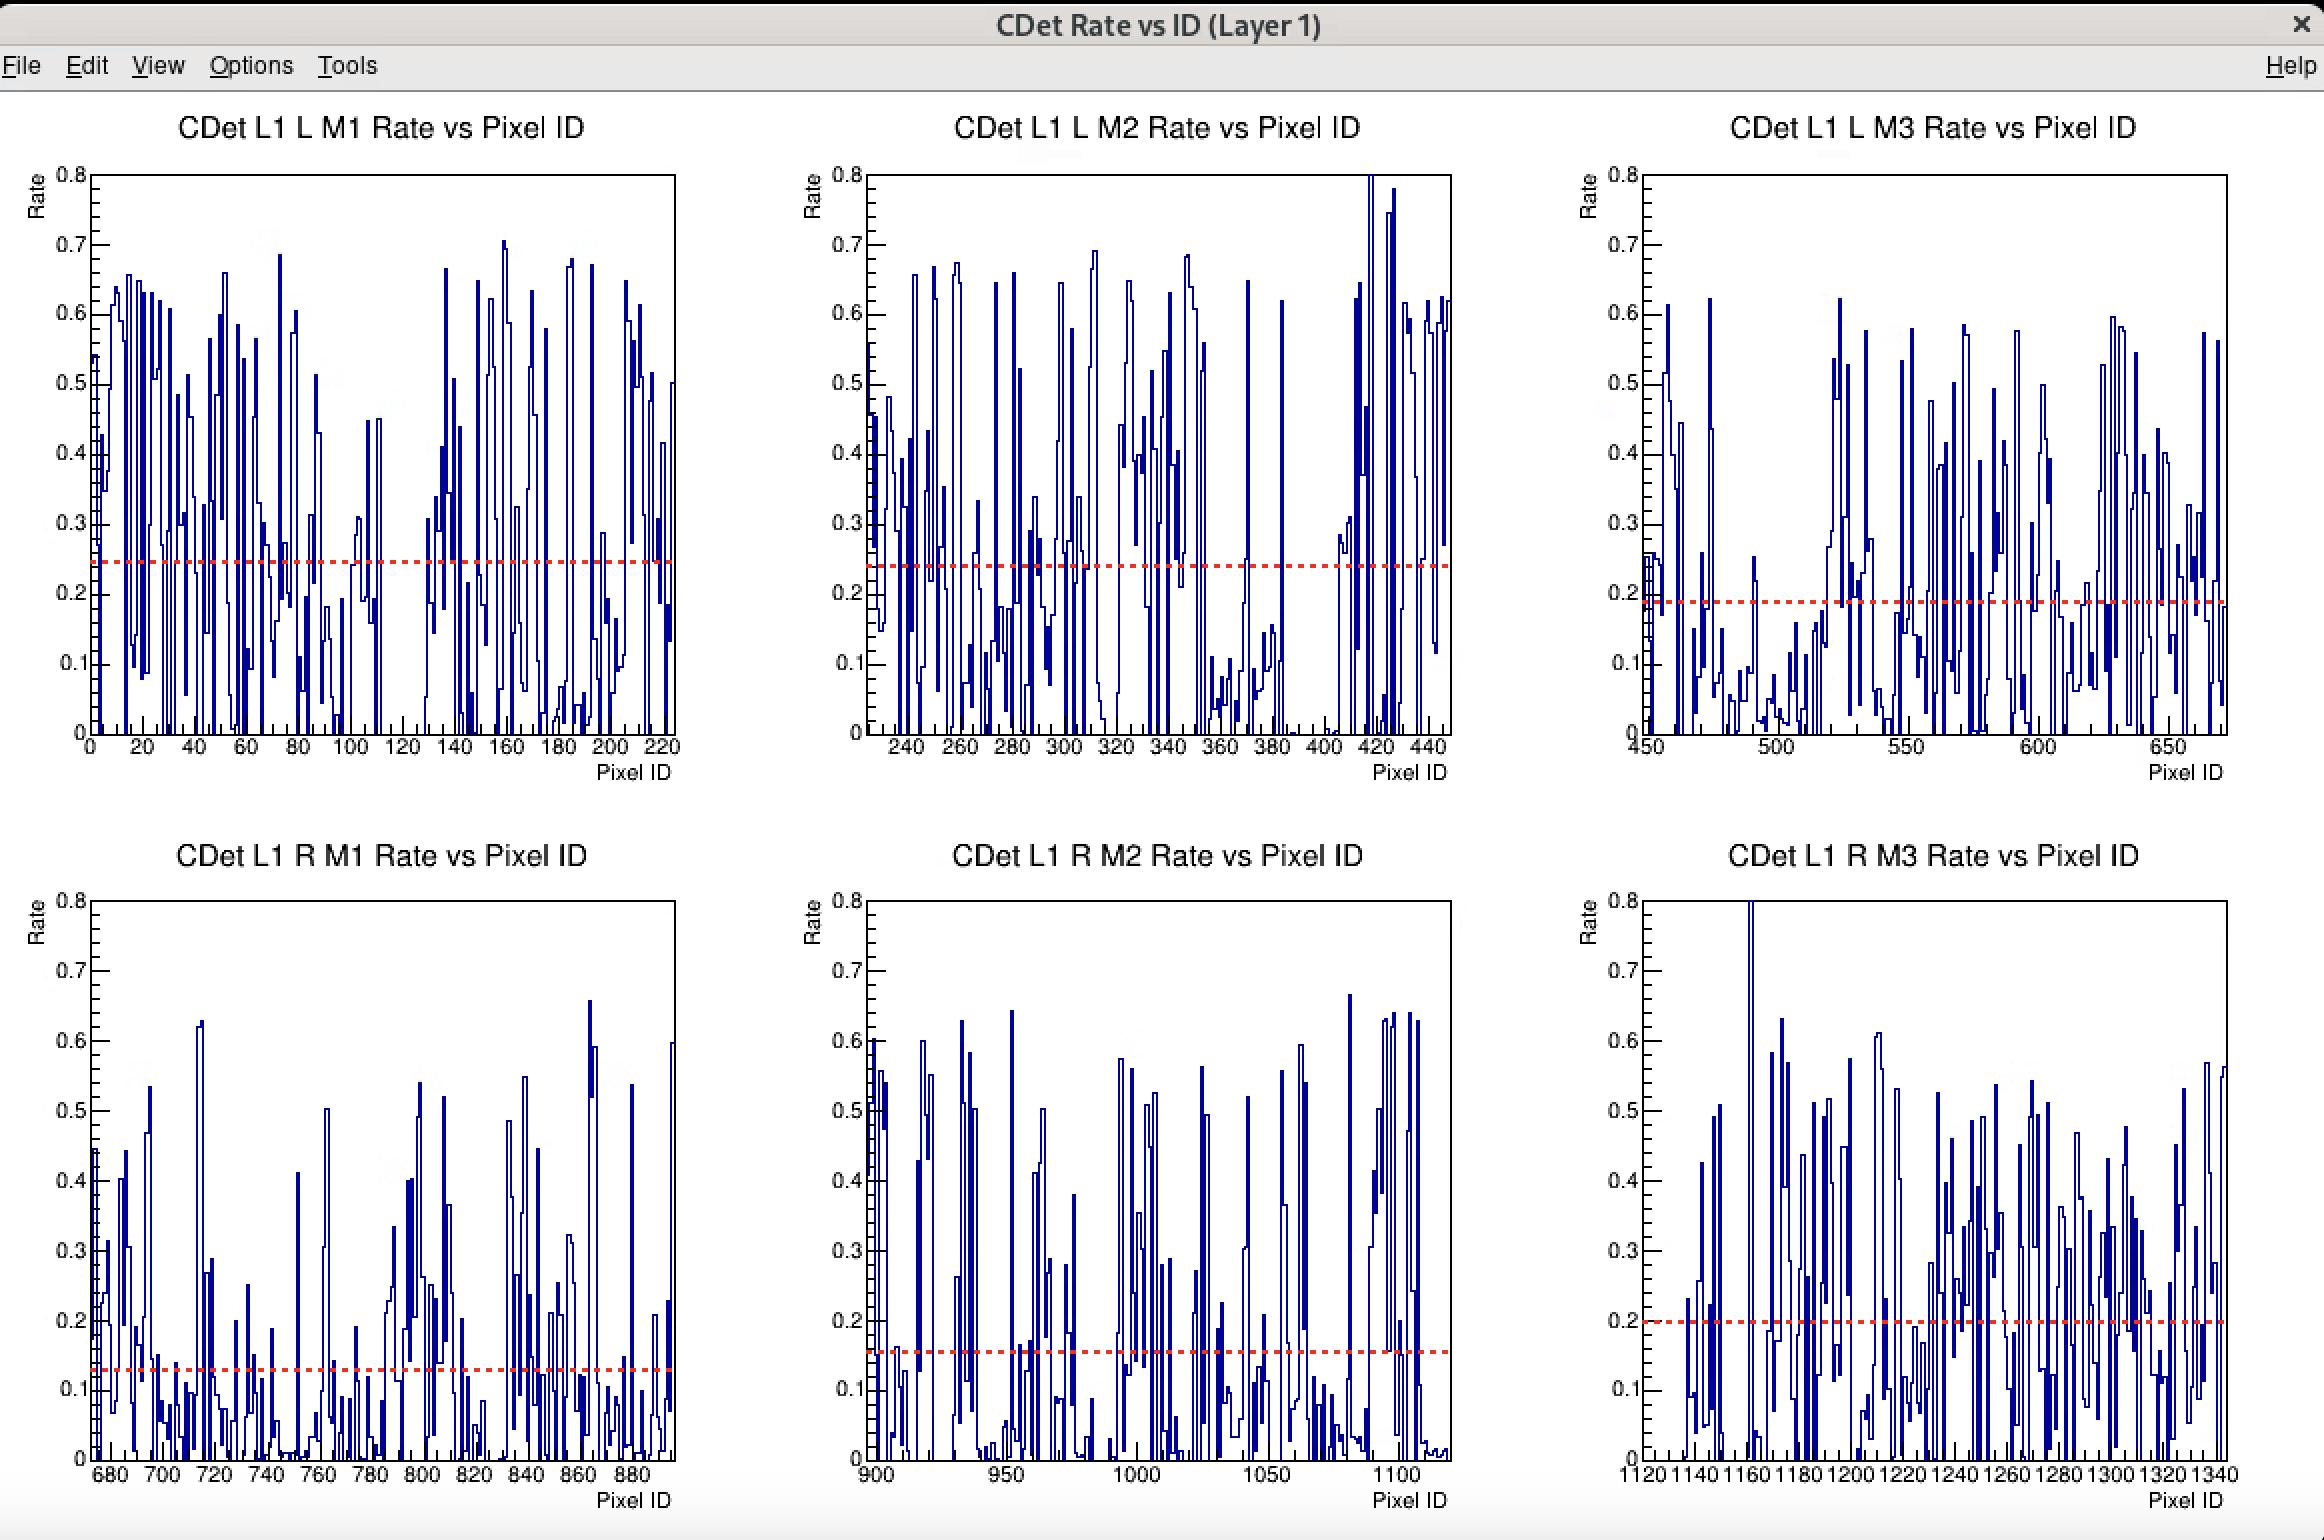 CDet Rate vs ID (Layer 1)
File Edit View Options Tools Help
CDet L1 L M1 Rate vs Pixel ID
Rate
0.8
0.7
0.6
0.5
0.4
0.3
0.2
0.1
0
0 20 40 60 80 100 120 140 160 180 200 220
Pixel ID
CDet L1 L M2 Rate vs Pixel ID
Rate
0.8
0.7
0.6
0.5
0.4
0.3
0.2
0.1
0
240 260 280 300 320 340 360 380 400 420 440
Pixel ID
CDet L1 L M3 Rate vs Pixel ID
Rate
0.8
0.7
0.6
0.5
0.4
0.3
0.2
0.1
0
450 500 550 600 650
Pixel ID
CDet L1 R M1 Rate vs Pixel ID
Rate
0.8
0.7
0.6
0.5
0.4
0.3
0.2
0.1
0
680 700 720 740 760 780 800 820 840 860 880
Pixel ID
CDet L1 R M2 Rate vs Pixel ID
Rate
0.8
0.7
0.6
0.5
0.4
0.3
0.2
0.1
0
900 950 1000 1050 1100
Pixel ID
CDet L1 R M3 Rate vs Pixel ID
Rate
0.8
0.7
0.6
0.5
0.4
0.3
0.2
0.1
0
1120 1140 1160 1180 1200 1220 1240 1260 1280 1300 1320 1340
Pixel ID